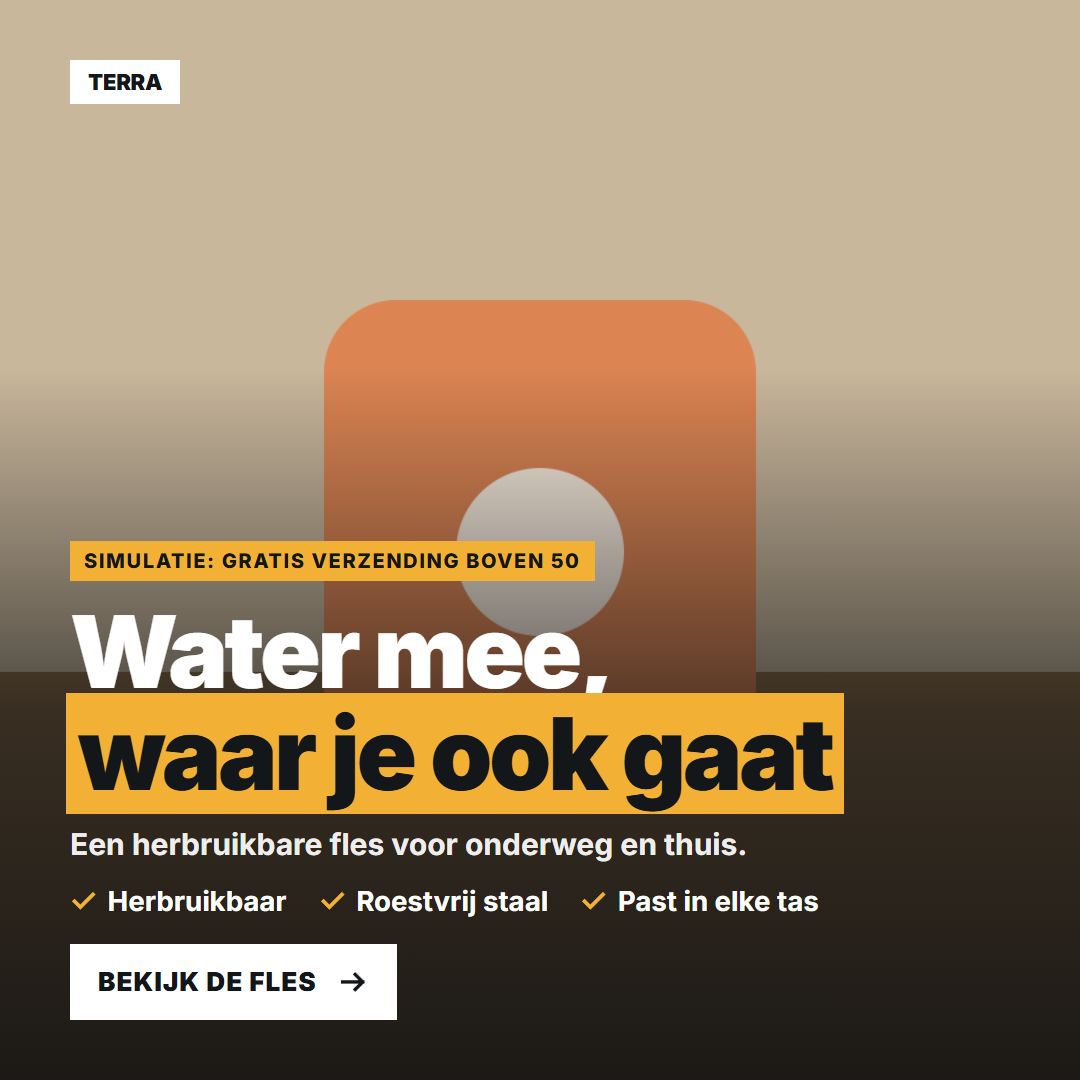 TERRA
SIMULATIE: GRATIS VERZENDING BOVEN 50
Water mee,
waar je ook gaat
Een herbruikbare fles voor onderweg en thuis.
Herbruikbaar Roestvrij staal Past in elke tas
BEKIJK DE FLES →